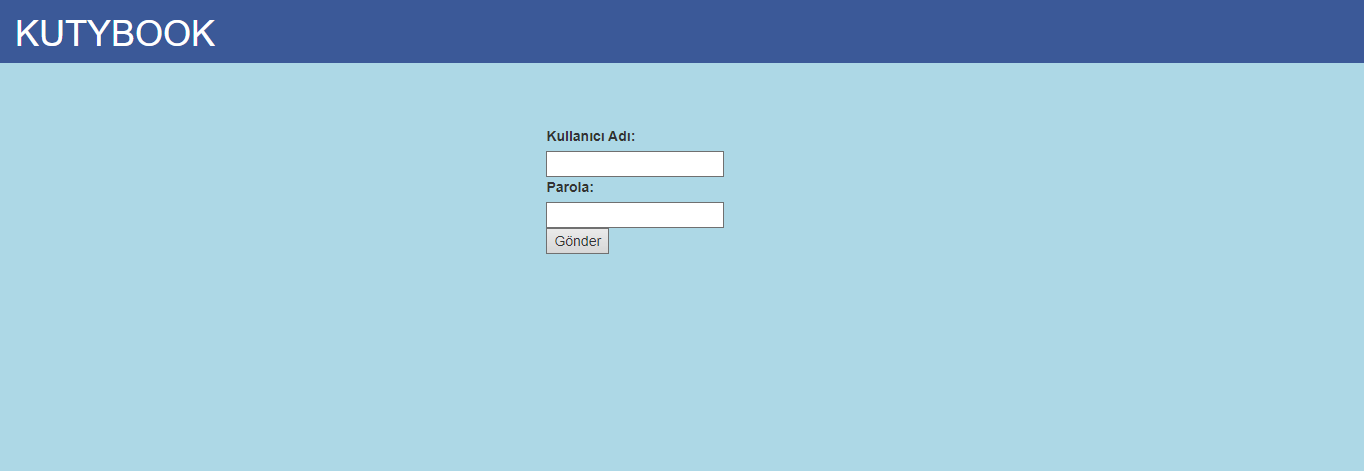 KUTYBOOK
Kullanıcı Adı:
Parola:
Gönder